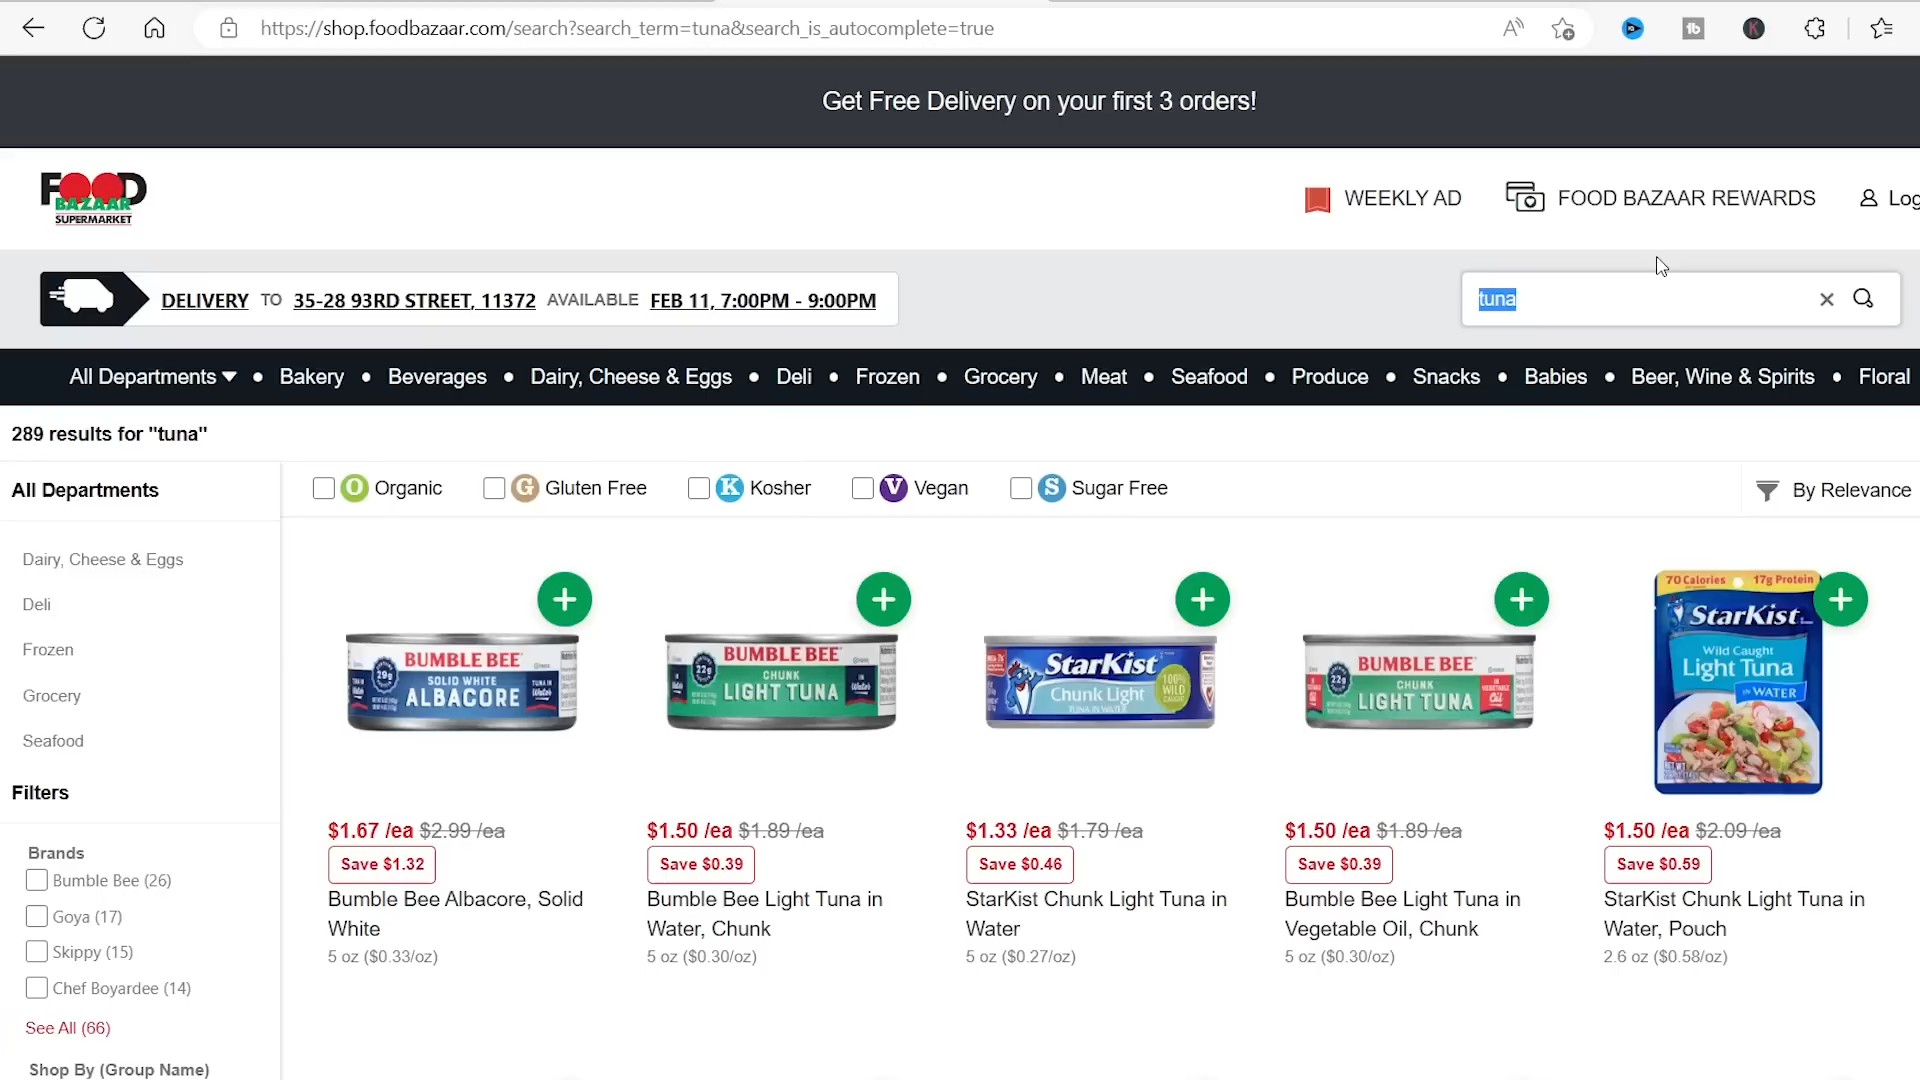 https://shop.foodbazaar.com/search?search_term=tuna&search_is_autocomplete=true
Get Free Delivery on your first 3 orders!
FOOD
BAZAAR
SUPERMARKET
WEEKLY AD
FOOD BAZAAR REWARDS
Log
DELIVERY TO 35-28 93RD STREET, 11372 AVAILABLE FEB 11, 7:00PM - 9:00PM
tuna
All Departments • Bakery • Beverages • Dairy, Cheese & Eggs • Deli • Frozen • Grocery • Meat • Seafood • Produce • Snacks • Babies • Beer, Wine & Spirits • Floral
289 results for "tuna"
All Departments
Dairy, Cheese & Eggs
Deli
Frozen
Grocery
Seafood
Filters
Brands
Bumble Bee (26)
Goya (17)
Skippy (15)
Chef Boyardee (14)
See All (66)
Shop By (Group Name)
O Organic
G Gluten Free
K Kosher
V Vegan
S Sugar Free
By Relevance
BUMBLE BEE
SOLID WHITE
ALBACORE
29g
$1.67 /ea $2.99 /ea
Save $1.32
Bumble Bee Albacore, Solid
White
5 oz ($0.33/oz)
BUMBLE BEE
CHUNK
LIGHT TUNA
22g
in Water
$1.50 /ea $1.89 /ea
Save $0.39
Bumble Bee Light Tuna in
Water, Chunk
5 oz ($0.30/oz)
StarKist
Chunk Light
TUNA IN WATER
100%
WILD
$1.33 /ea $1.79 /ea
Save $0.46
StarKist Chunk Light Tuna in
Water
5 oz ($0.27/oz)
BUMBLE BEE
CHUNK
LIGHT TUNA
22g
$1.50 /ea $1.89 /ea
Save $0.39
Bumble Bee Light Tuna in
Vegetable Oil, Chunk
5 oz ($0.30/oz)
70 Calories 17g Protein
StarKist
Wild Caught
Light Tuna
IN WATER
$1.50 /ea $2.09 /ea
Save $0.59
StarKist Chunk Light Tuna in
Water, Pouch
2.6 oz ($0.58/oz)